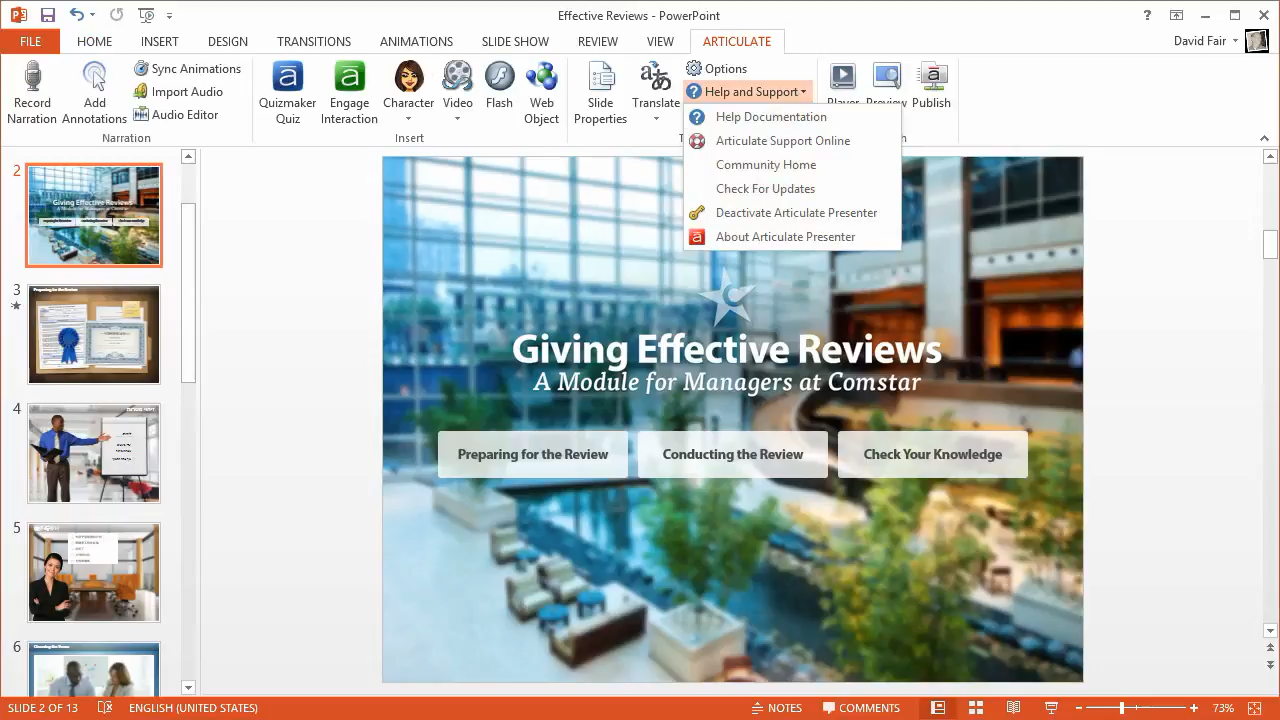 Effective Reviews - PowerPoint
?
FILE
HOME
INSERT
DESIGN
TRANSITIONS
ANIMATIONS
SLIDE SHOW
REVIEW
VIEW
ARTICULATE
David Fair
Record Narration
Add Annotations
Sync Animations
Import Audio
Audio Editor
Narration
Quizmaker Quiz
Engage Interaction
Character
Video
Flash
Web Object
Insert
Slide Properties
Translate
Options
Help and Support
Preview
Publish
Help Documentation
Articulate Support Online
Community Home
Check For Updates
Deactivate Articulate Presenter
About Articulate Presenter
2
3
4
5
6
Preparing for the Review
Giving Effective Reviews
A Module for Managers at Comstar
Preparing for the Review
Conducting the Review
Check Your Knowledge
SLIDE 2 OF 13
ENGLISH (UNITED STATES)
NOTES
COMMENTS
73%